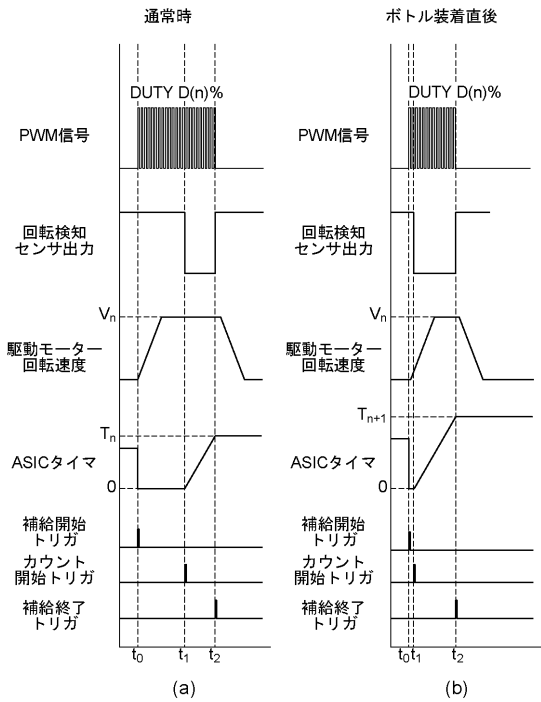 通常時
ボトル装着直後
DUTY D(n)%
DUTY D(n)%
PWM信号
PWM信号
回転検知
センサ出力
回転検知
センサ出力
Vn
Vn
駆動モーター
回転速度
駆動モーター
回転速度
Tn
Tn+1
ASICタイマ
ASICタイマ
0
0
補給開始
トリガ
補給開始
トリガ
カウント
開始トリガ
カウント
開始トリガ
補給終了
トリガ
補給終了
トリガ
t0 t1 t2
t0 t1 t2
(a)
(b)